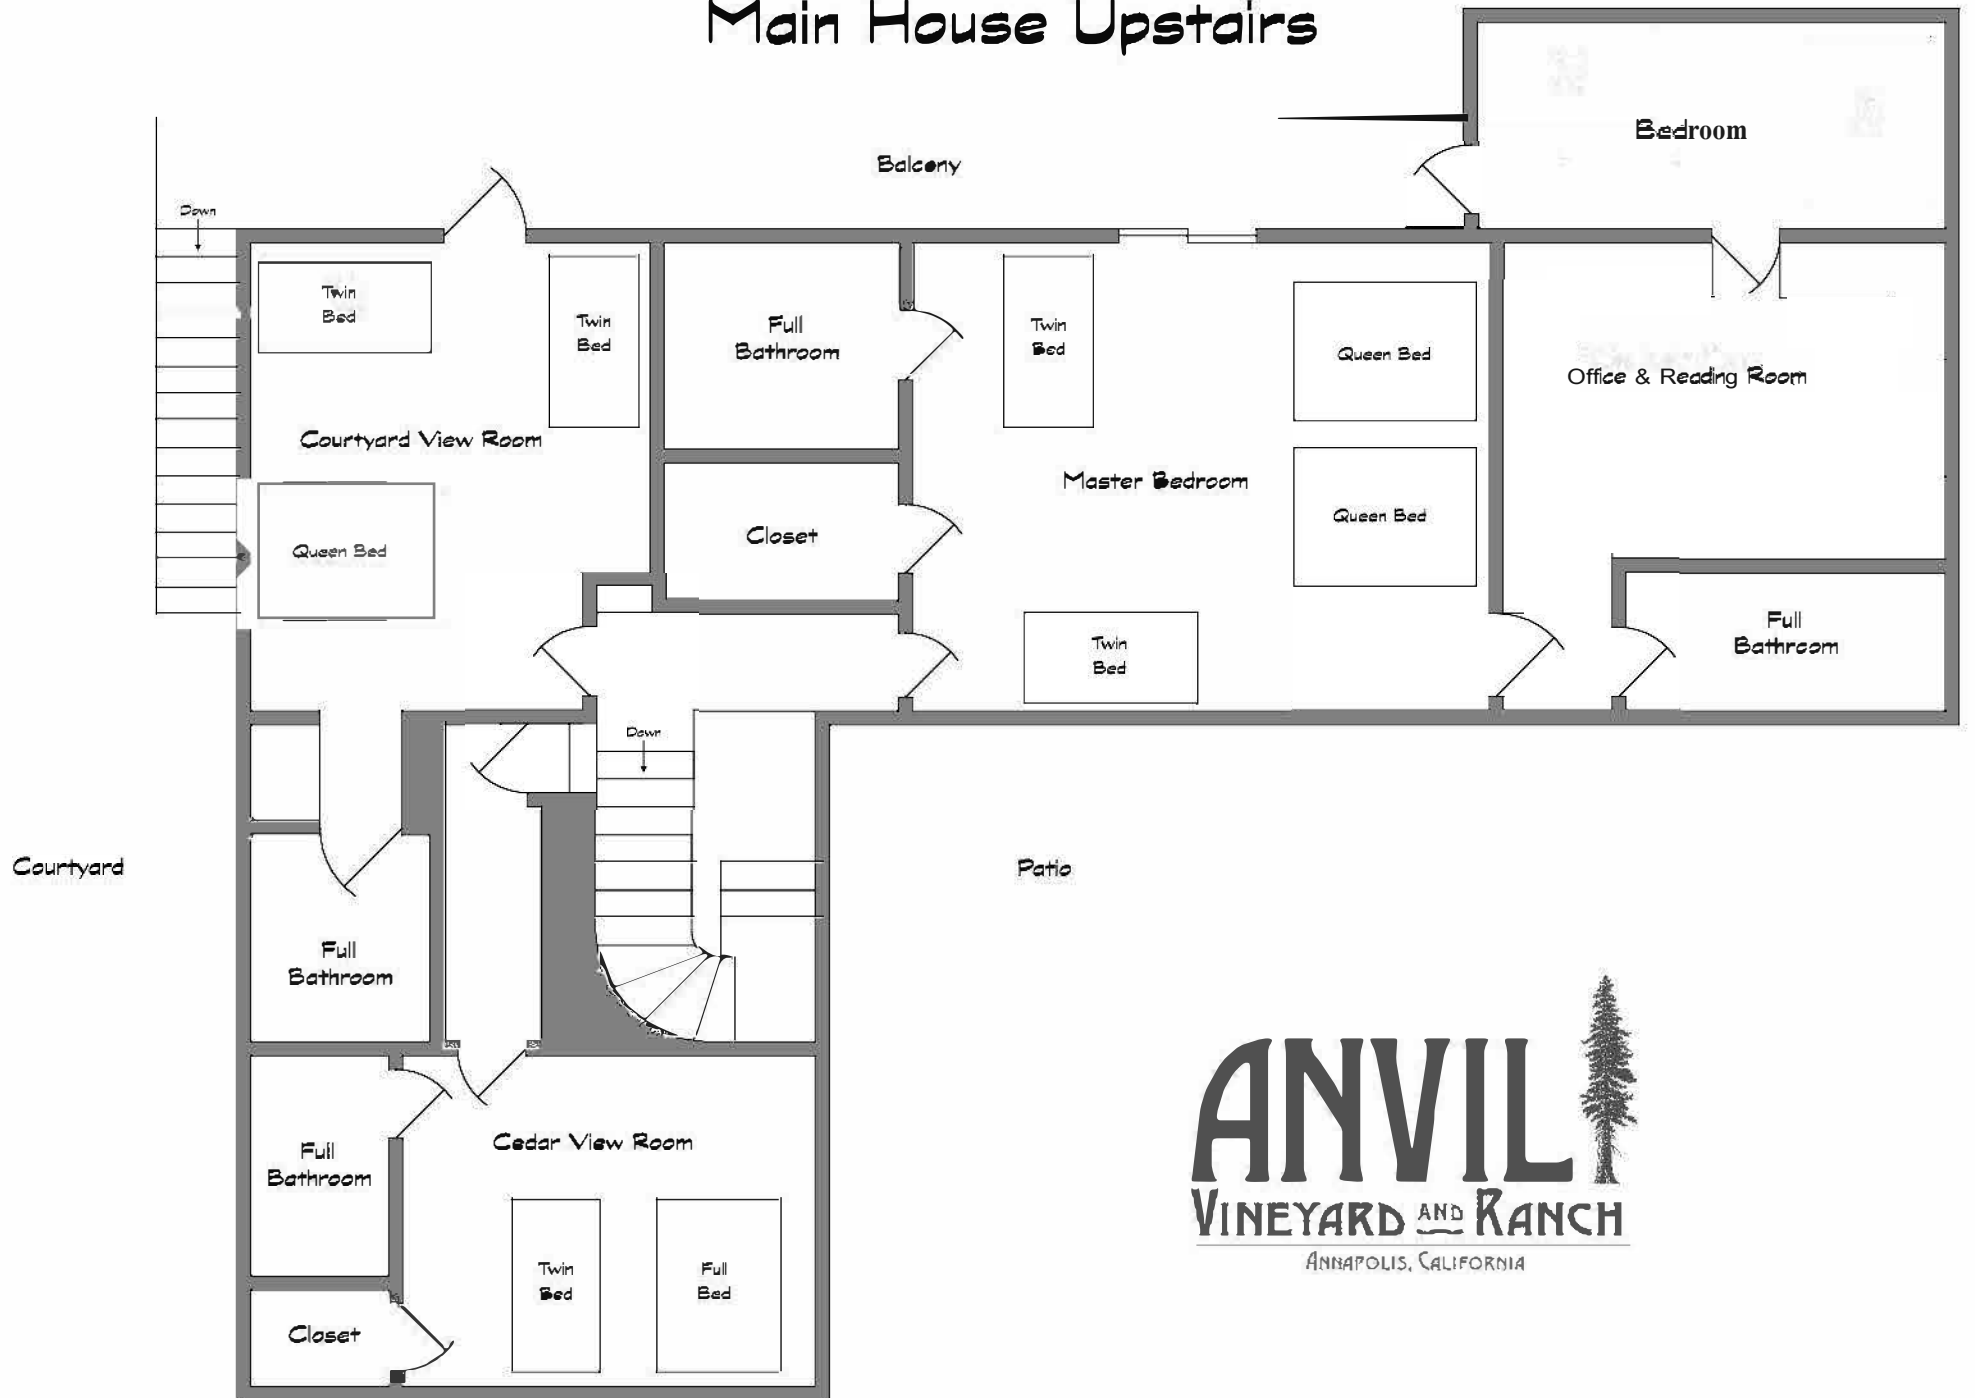 Main House Upstairs
Bedroom
Balcony
Down
Twin
Bed
Twin
Bed
Full
Bathroom
Twin
Bed
Queen Bed
Office & Reading Room
Courtyard View Room
Master Bedroom
Queen Bed
Closet
Queen Bed
Full
Bathroom
Twin
Bed
Down
Courtyard
Patio
Full
Bathroom
Cedar View Room
Full
Bathroom
Twin
Bed
Full
Bed
Closet
ANVIL
VINEYARD AND RANCH
ANNAPOLIS, CALIFORNIA